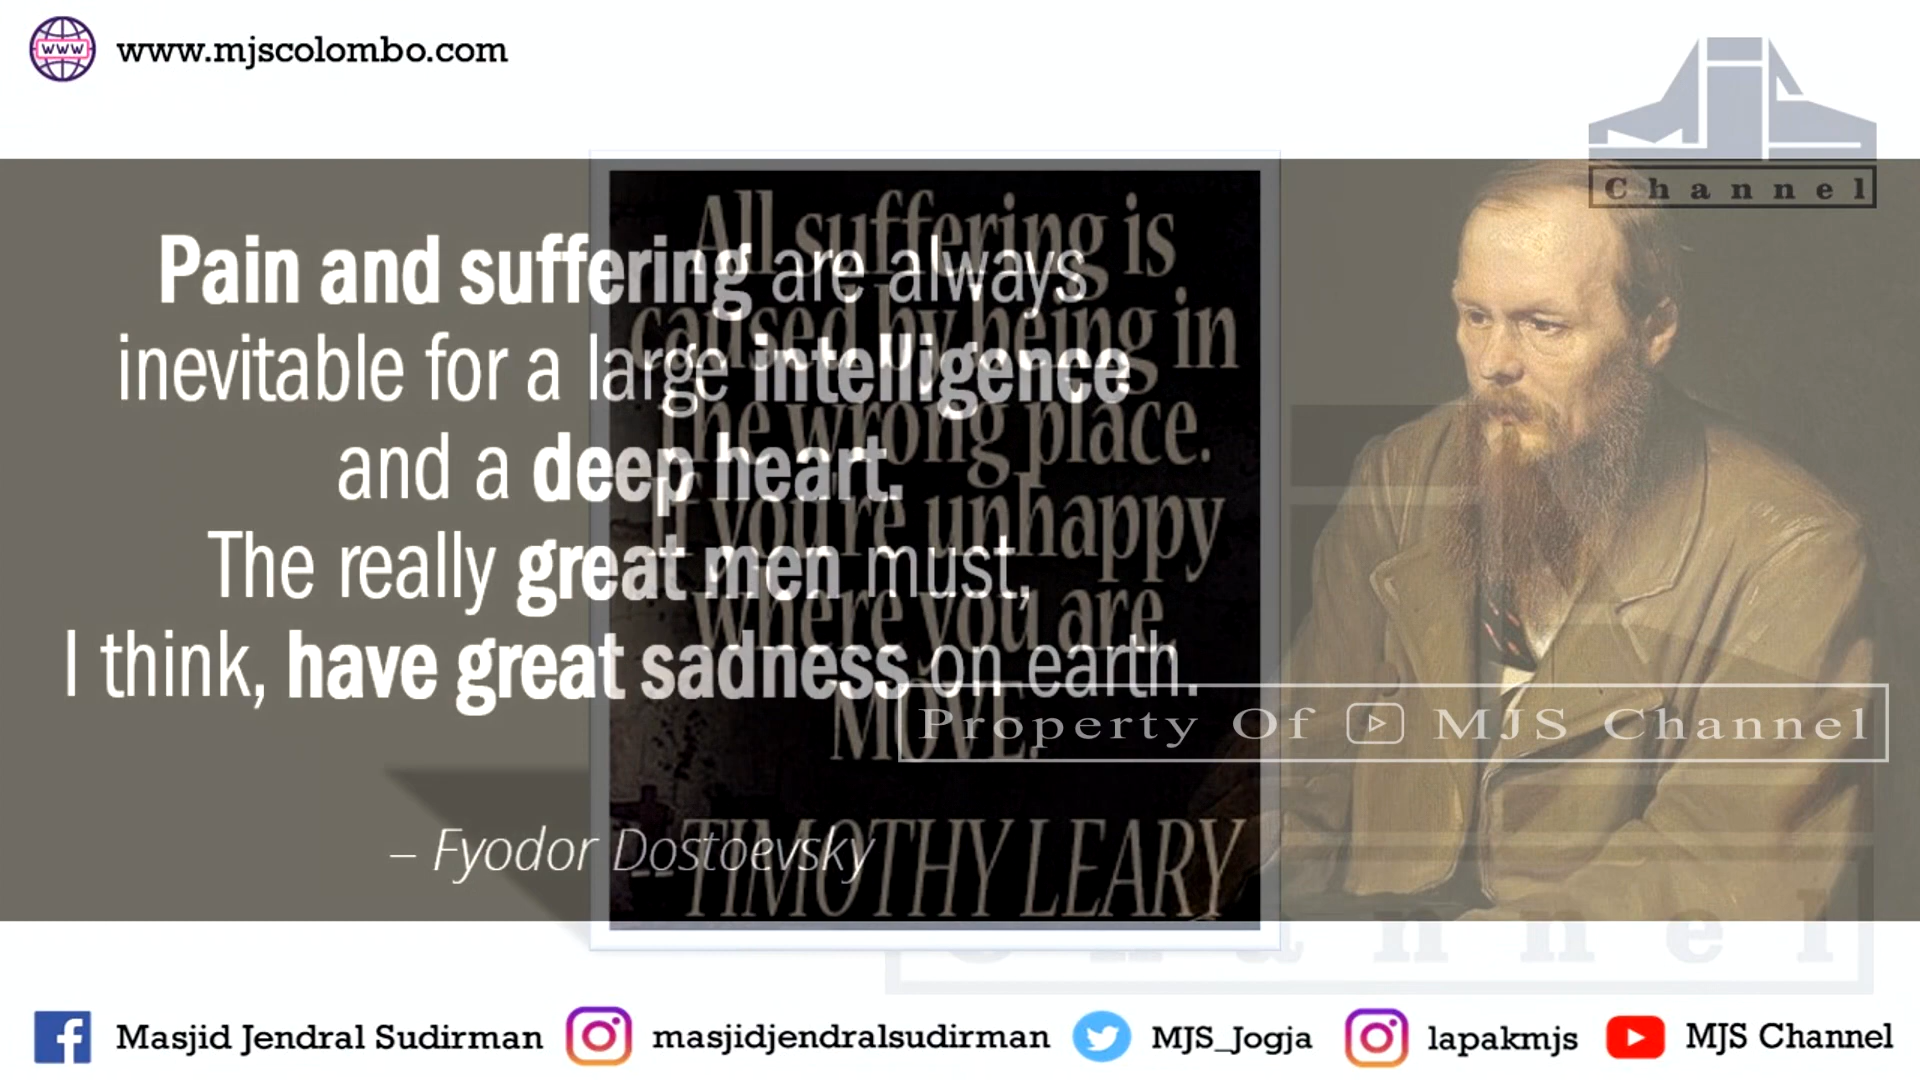 www.mjscolombo.com
Channel
Pain and suffering are always
inevitable for a large intelligence
and a deep heart.
The really great men must,
I think, have great sadness on earth.
– Fyodor Dostoevsky
All suffering is
caused by being in
the wrong place.
If you're unhappy
where you are,
MOVE.
TIMOTHY LEARY
Property Of MJS Channel
Channel
Masjid Jendral Sudirman masjidjendralsudirman MJS_Jogja lapakmjs MJS Channel